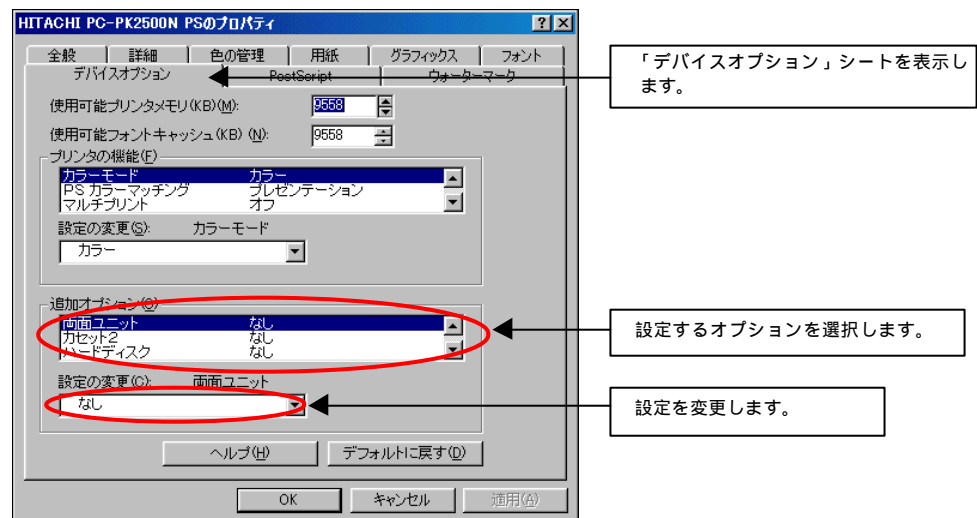 HITACHI PC-PK2500N PSのプロパティ
全般 詳細 色の管理 用紙 グラフィックス フォント
デバイスオプション PostScript ウォーターマーク
「デバイスオプション」シートを表示し
ます。
使用可能プリンタメモリ(KB)(M): 9558
使用可能フォントキャッシュ(KB) (N): 9558
プリンタの機能(F)
カラーモード カラー
PS カラーマッチング プレゼンテーション
マルチプリント オフ
設定の変更(S): カラーモード
カラー
追加オプション(O)
両面ユニット なし
カセット2 なし
ハードディスク なし
設定するオプションを選択します。
設定の変更(C): 両面ユニット
なし
設定を変更します。
ヘルプ(H) デフォルトに戻す(D)
OK キャンセル 適用(A)